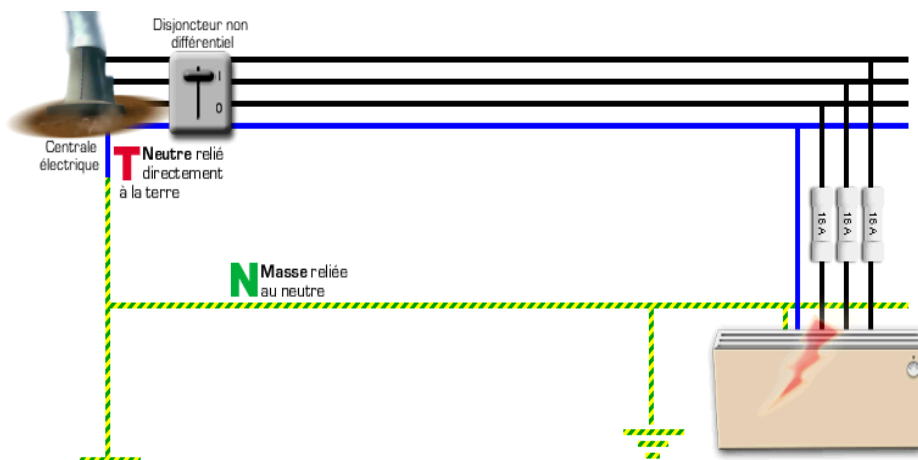 Disjoncteur non
différentiel
I
0
Centrale
électrique
T Neutre relié
directement
à la terre
16 A
16 A
16 A
N Masse reliée
au neutre